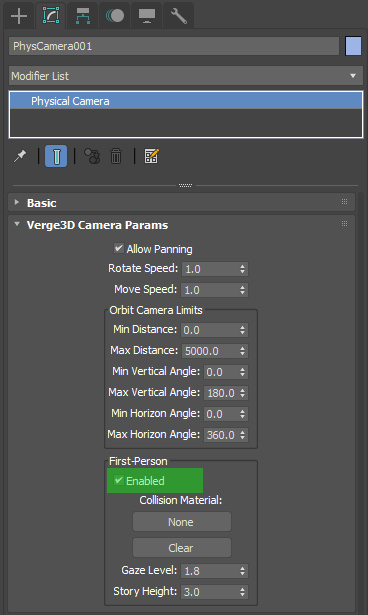 PhysCamera001
Modifier List
Physical Camera
Basic
Verge3D Camera Params
Allow Panning
Rotate Speed: 1.0
Move Speed: 1.0
Orbit Camera Limits
Min Distance: 0.0
Max Distance: 5000.0
Min Vertical Angle: 0.0
Max Vertical Angle: 180.0
Min Horizon Angle: 0.0
Max Horizon Angle: 360.0
First-Person
Enabled
Collision Material:
None
Clear
Gaze Level: 1.8
Story Height: 3.0